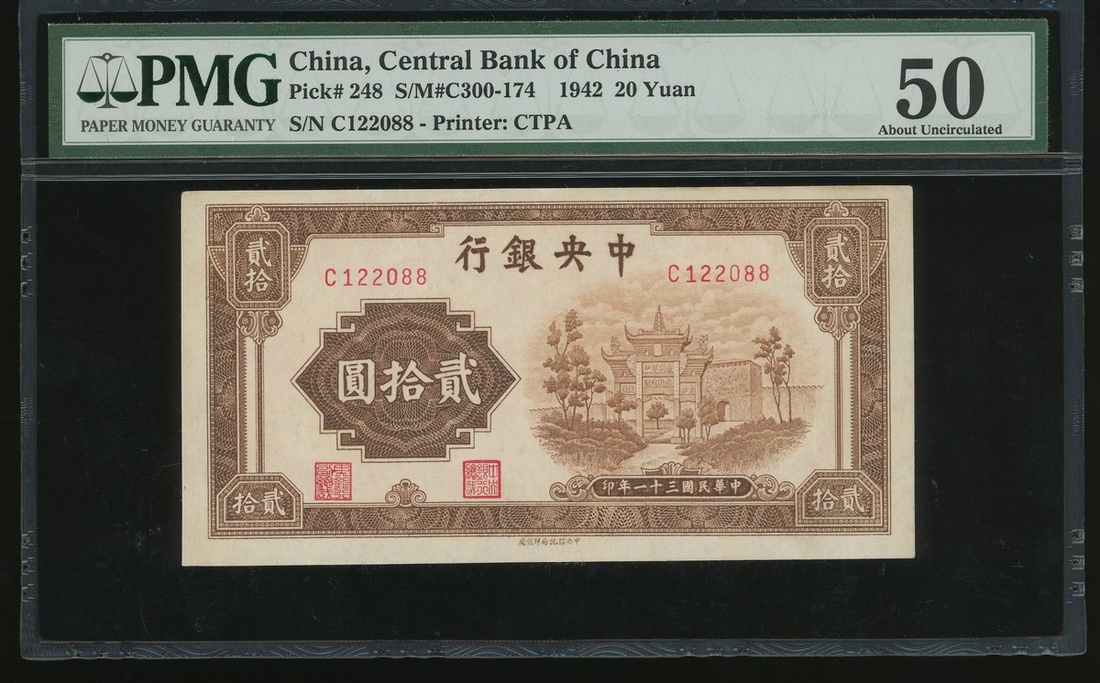 PMG
PAPER MONEY GUARANTY
China, Central Bank of China
Pick# 248 S/M#C300-174 1942 20 Yuan
S/N C122088 - Printer: CTPA
50
About Uncirculated
貳拾
行銀央中
貳拾
C122088
C122088
圓拾貳
印年一十三國民華中
拾貳
拾貳